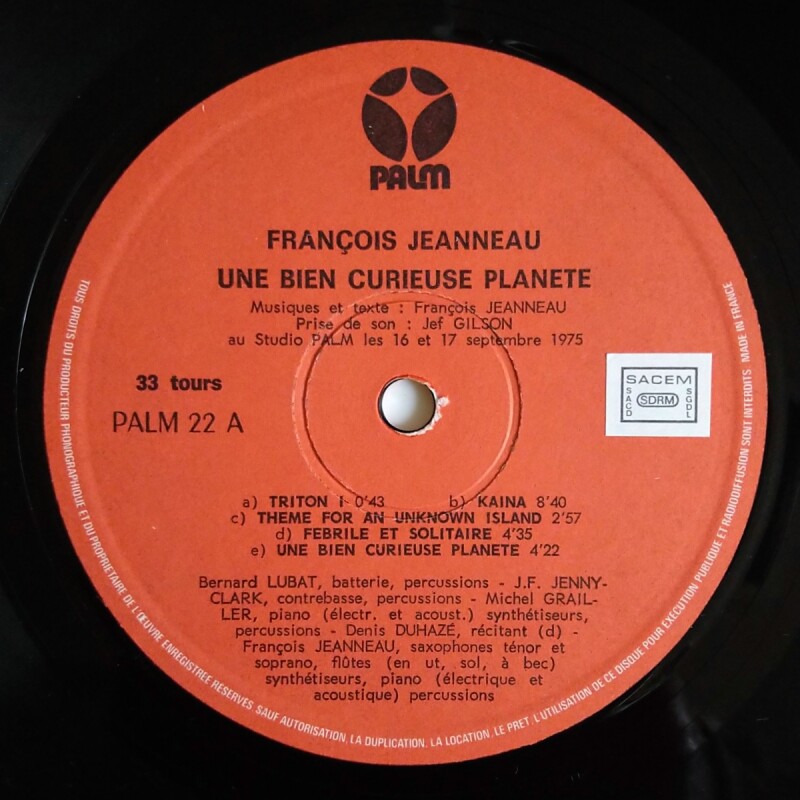 PALM
FRANÇOIS JEANNEAU
UNE BIEN CURIEUSE PLANETE
Musiques et texte : François JEANNEAU
Prise de son : Jef GILSON
au Studio PALM les 16 et 17 septembre 1975
33 tours
PALM 22 A
SACEM
SACD
SDRM
SGDL
a) TRITON I 0'43 b) KAINA 8'40
c) THEME FOR AN UNKNOWN ISLAND 2'57
d) FEBRILE ET SOLITAIRE 4'35
e) UNE BIEN CURIEUSE PLANETE 4'22
Bernard LUBAT, batterie, percussions - J.F. JENNY-
CLARK, contrebasse, percussions - Michel GRAIL-
LER, piano (électr. et acoust.) synthétiseurs,
percussions - Denis DUHAZÉ, récitant (d) -
François JEANNEAU, saxophones ténor et
soprano, flûtes (en ut, sol, à bec)
synthétiseurs, piano (électrique et
acoustique) percussions
TOUS DROITS DU PRODUCTEUR PHONOGRAPHIQUE ET DU PROPRIETAIRE DE L'ŒUVRE ENREGISTREE RESERVES. SAUF AUTORISATION, LA DUPLICATION, LA LOCATION, LE PRET, L'UTILISATION DE CE DISQUE POUR EXECUTION PUBLIQUE ET RADIODIFFUSION SONT INTERDITS MADE IN FRANCE